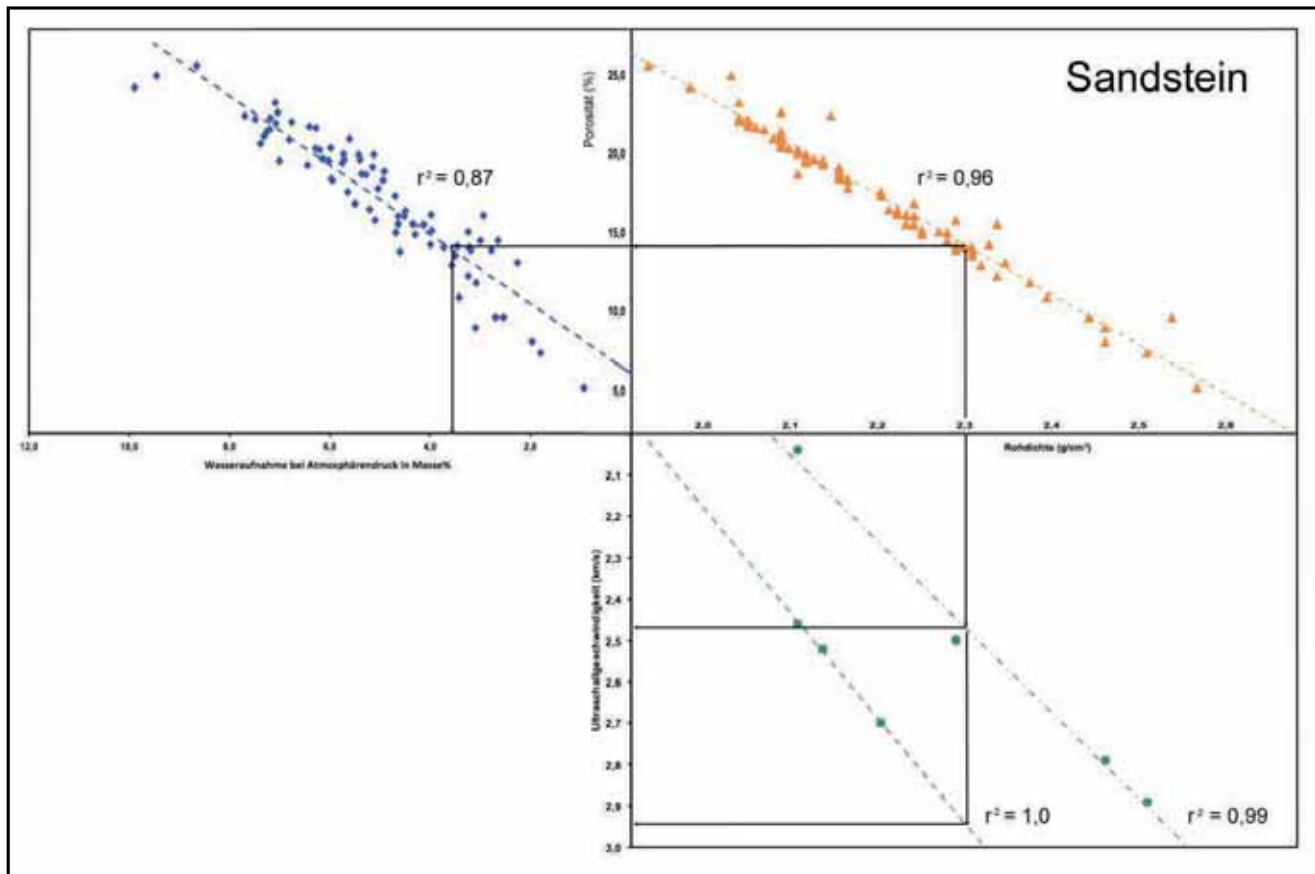 Sandstein
Porosität (%)
25,0
20,0
15,0
10,0
5,0
r² = 0,87
r² = 0,96
12,0 10,0 8,0 6,0 4,0 2,0
Wasseraufnahme bei Atmosphärendruck in Masse%
2,0 2,1 2,2 2,3 2,4 2,5 2,6
Rohdichte (g/cm³)
Ultraschallgeschwindigkeit (km/s)
2,1
2,2
2,3
2,4
2,5
2,6
2,7
2,8
2,9
3,0
r² = 1,0
r² = 0,99